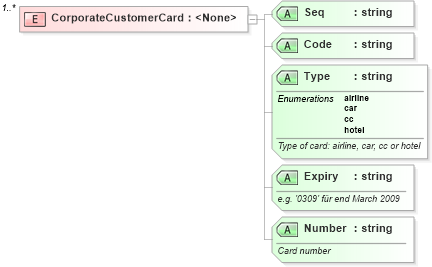 1..*
E CorporateCustomerCard : <None>
A Seq : string
A Code : string
A Type : string
Enumerations airline
car
cc
hotel
Type of card: airline, car, cc or hotel
A Expiry : string
e.g. '0309' für end March 2009
A Number : string
Card number